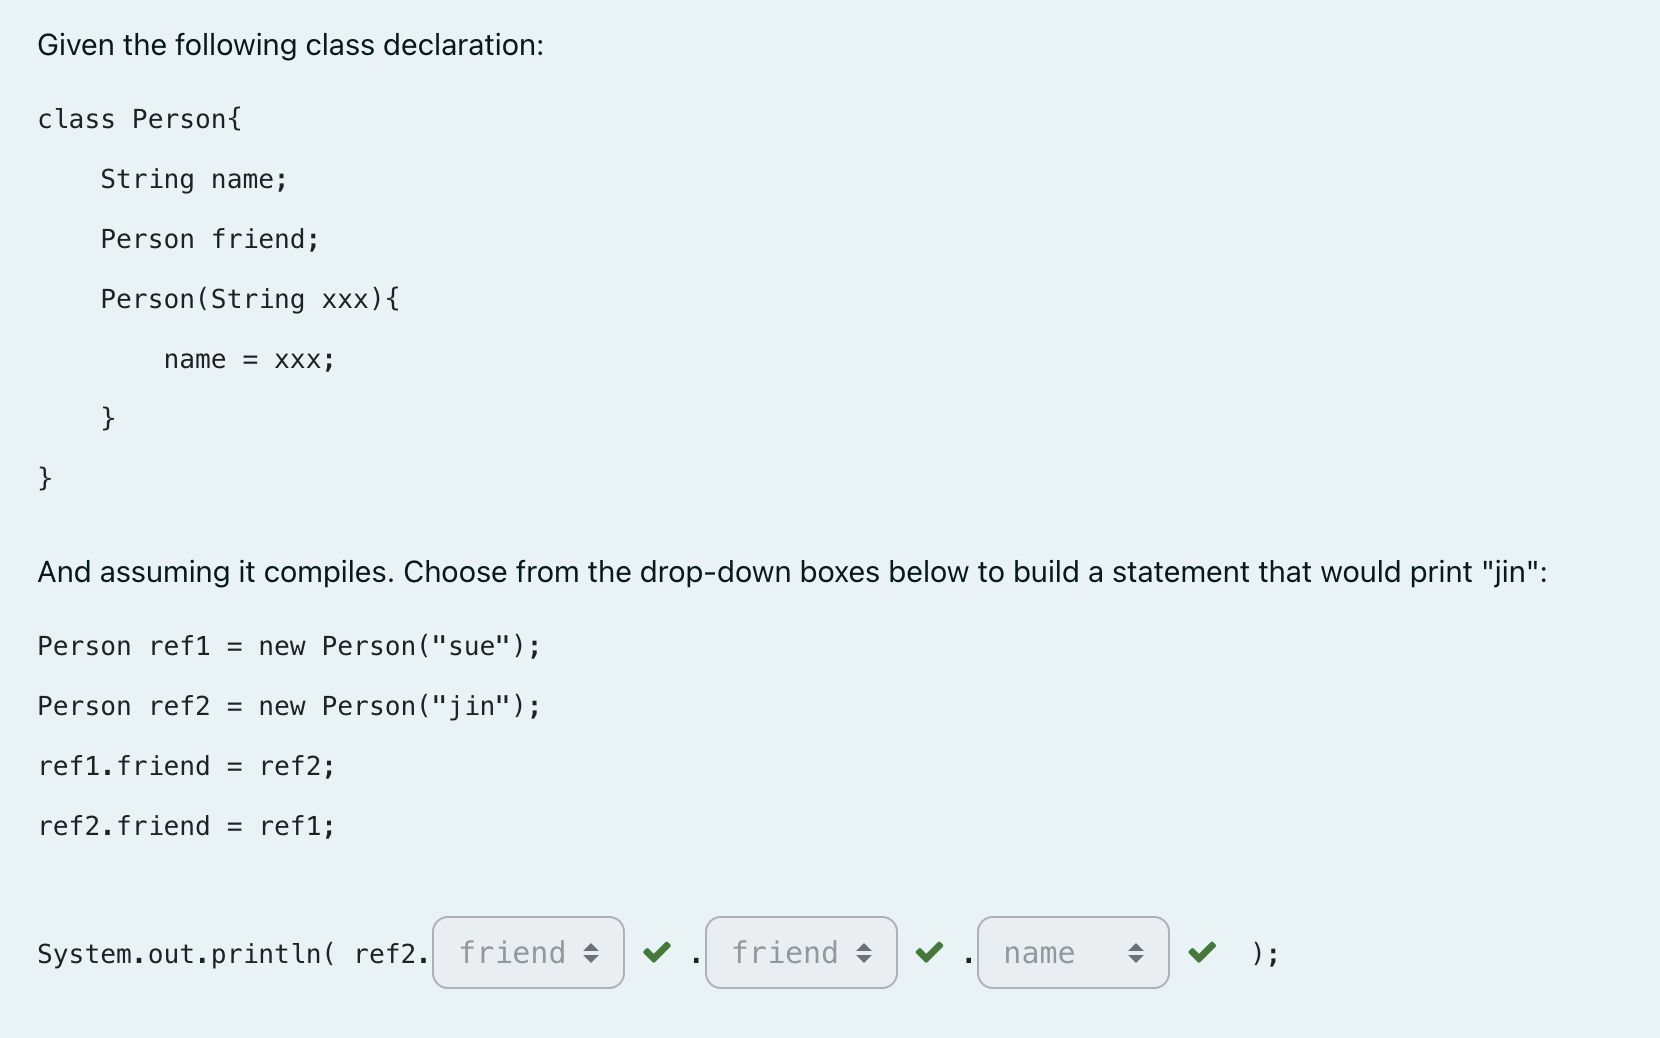 Given the following class declaration:
class Person{
    String name;
    Person friend;
    Person(String xxx){
        name = xxx;
    }
}
And assuming it compiles. Choose from the drop-down boxes below to build a statement that would print "jin":
Person ref1 = new Person("sue");
Person ref2 = new Person("jin");
ref1.friend = ref2;
ref2.friend = ref1;
System.out.println( ref2. friend . friend . name );